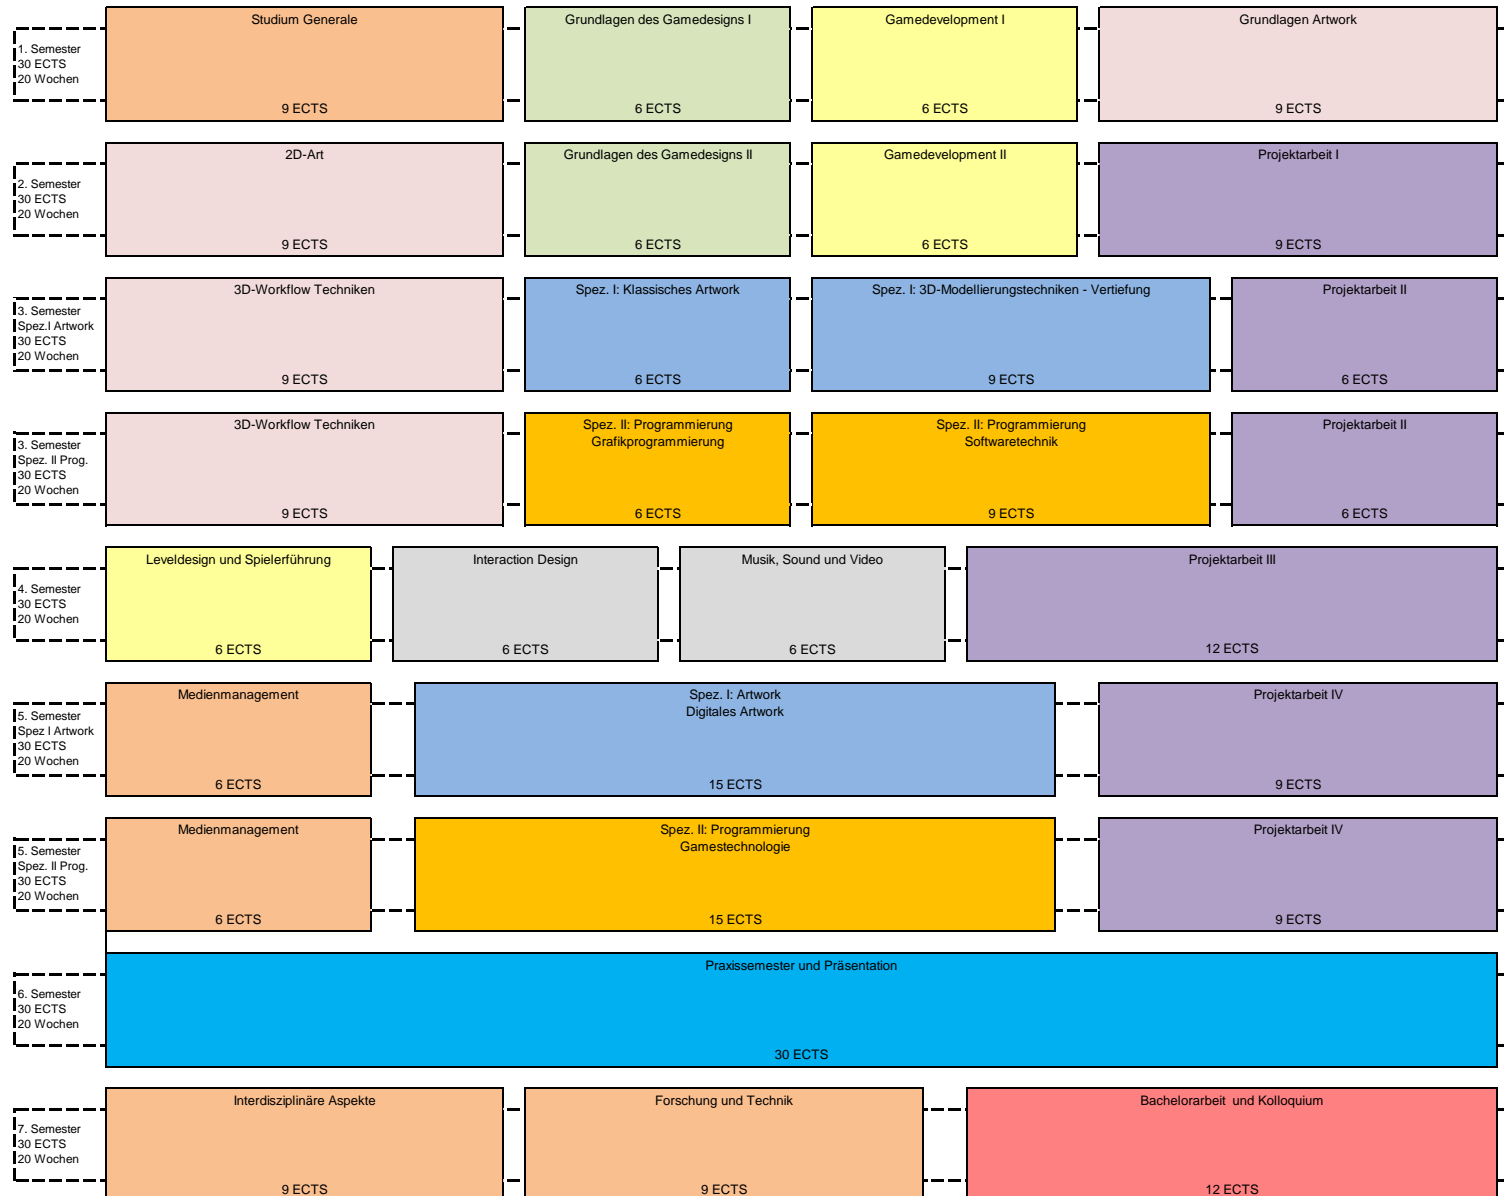 1. Semester
30 ECTS
20 Wochen
Studium Generale
9 ECTS
Grundlagen des Gamedesigns I
6 ECTS
Gamedevelopment I
6 ECTS
Grundlagen Artwork
9 ECTS
2. Semester
30 ECTS
20 Wochen
2D-Art
9 ECTS
Grundlagen des Gamedesigns II
6 ECTS
Gamedevelopment II
6 ECTS
Projektarbeit I
9 ECTS
3. Semester
Spez.I Artwork
30 ECTS
20 Wochen
3D-Workflow Techniken
9 ECTS
Spez. I: Klassisches Artwork
6 ECTS
Spez. I: 3D-Modellierungstechniken - Vertiefung
9 ECTS
Projektarbeit II
6 ECTS
3. Semester
Spez. II Prog.
30 ECTS
20 Wochen
3D-Workflow Techniken
9 ECTS
Spez. II: Programmierung
Grafikprogrammierung
6 ECTS
Spez. II: Programmierung
Softwaretechnik
9 ECTS
Projektarbeit II
6 ECTS
4. Semester
30 ECTS
20 Wochen
Leveldesign und Spielerführung
6 ECTS
Interaction Design
6 ECTS
Musik, Sound und Video
6 ECTS
Projektarbeit III
12 ECTS
5. Semester
Spez I Artwork
30 ECTS
20 Wochen
Medienmanagement
6 ECTS
Spez. I: Artwork
Digitales Artwork
15 ECTS
Projektarbeit IV
9 ECTS
5. Semester
Spez. II Prog.
30 ECTS
20 Wochen
Medienmanagement
6 ECTS
Spez. II: Programmierung
Gamestechnologie
15 ECTS
Projektarbeit IV
9 ECTS
6. Semester
30 ECTS
20 Wochen
Praxissemester und Präsentation
30 ECTS
7. Semester
30 ECTS
20 Wochen
Interdisziplinäre Aspekte
9 ECTS
Forschung und Technik
9 ECTS
Bachelorarbeit und Kolloquium
12 ECTS